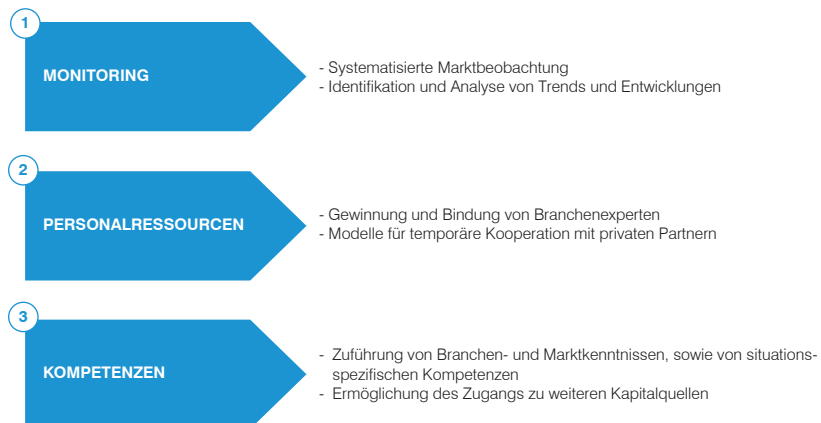 1
MONITORING
- Systematisierte Marktbeobachtung
- Identifikation und Analyse von Trends und Entwicklungen
2
PERSONALRESSOURCEN
- Gewinnung und Bindung von Branchenexperten
- Modelle für temporäre Kooperation mit privaten Partnern
3
KOMPETENZEN
- Zuführung von Branchen- und Marktkenntnissen, sowie von situations-
spezifischen Kompetenzen
- Ermöglichung des Zugangs zu weiteren Kapitalquellen